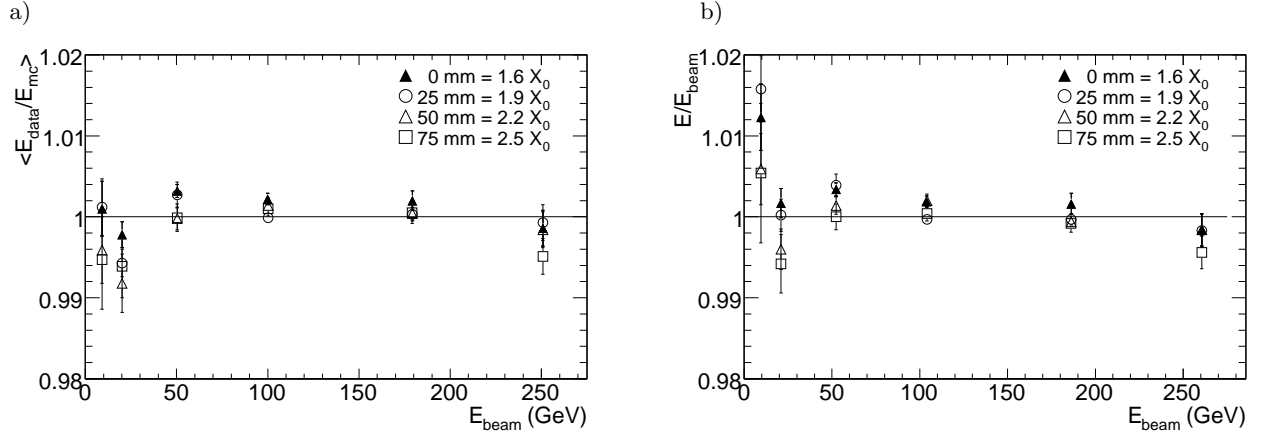 a)
b)
<E_data/E_mc>
1.02
1.01
1
0.99
0.98
0 mm = 1.6 X_0
25 mm = 1.9 X_0
50 mm = 2.2 X_0
75 mm = 2.5 X_0
0 50 100 150 200 250
E_beam (GeV)
E/E_beam
1.02
1.01
1
0.99
0.98
0 mm = 1.6 X_0
25 mm = 1.9 X_0
50 mm = 2.2 X_0
75 mm = 2.5 X_0
0 50 100 150 200 250
E_beam (GeV)